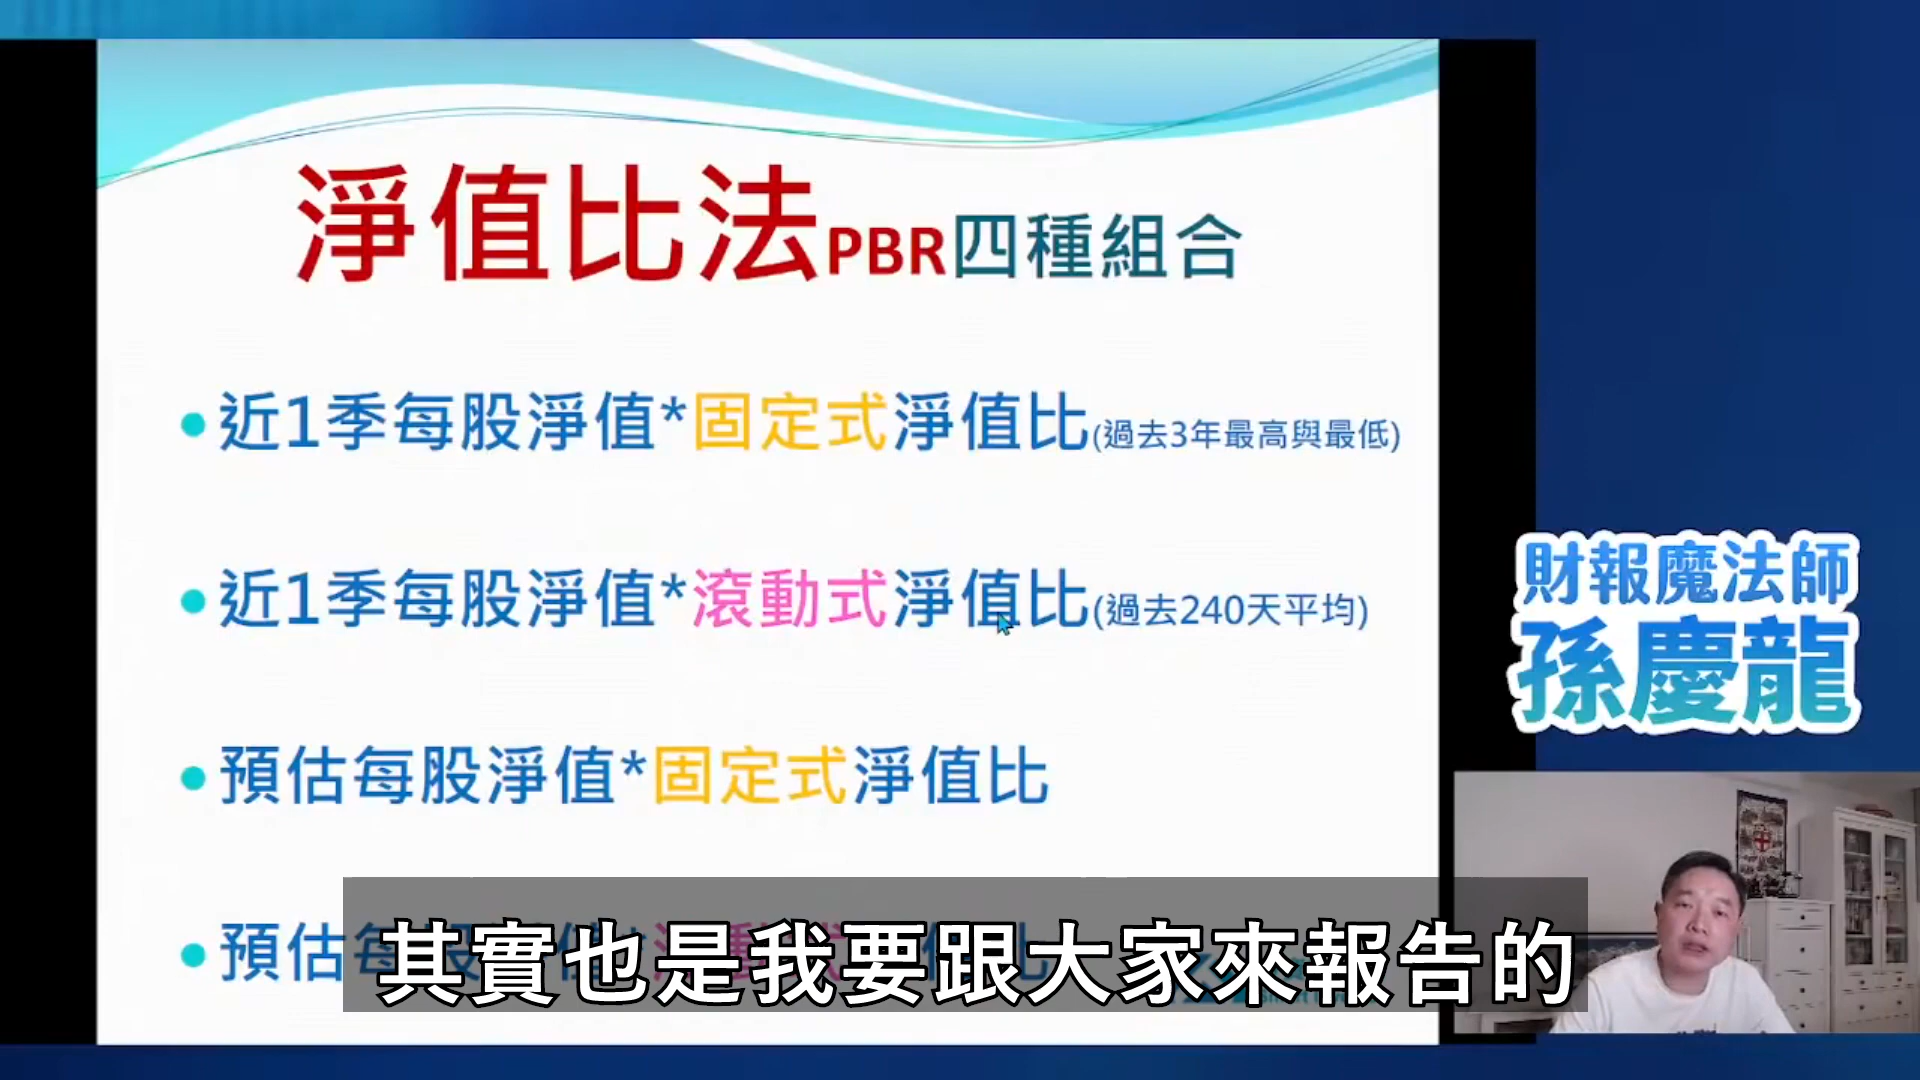 淨值比法PBR四種組合
近1季每股淨值*固定式淨值比(過去3年最高與最低)
近1季每股淨值*滾動式淨值比(過去240天平均)
預估每股淨值*固定式淨值比
預估
其實也是我要跟大家來報告的
財報魔法師
孫慶龍